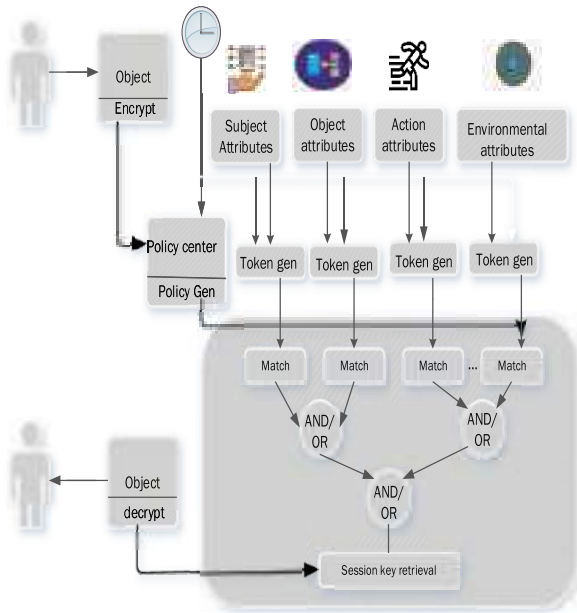 Object
Encrypt
Subject
Attributes
Object
attributes
Action
attributes
Environmental
attributes
Policy center
Policy Gen
Token gen
Token gen
Token gen
Token gen
Match
Match
Match
...
Match
AND/
OR
AND/
OR
AND/
OR
Object
decrypt
Session key retrieval